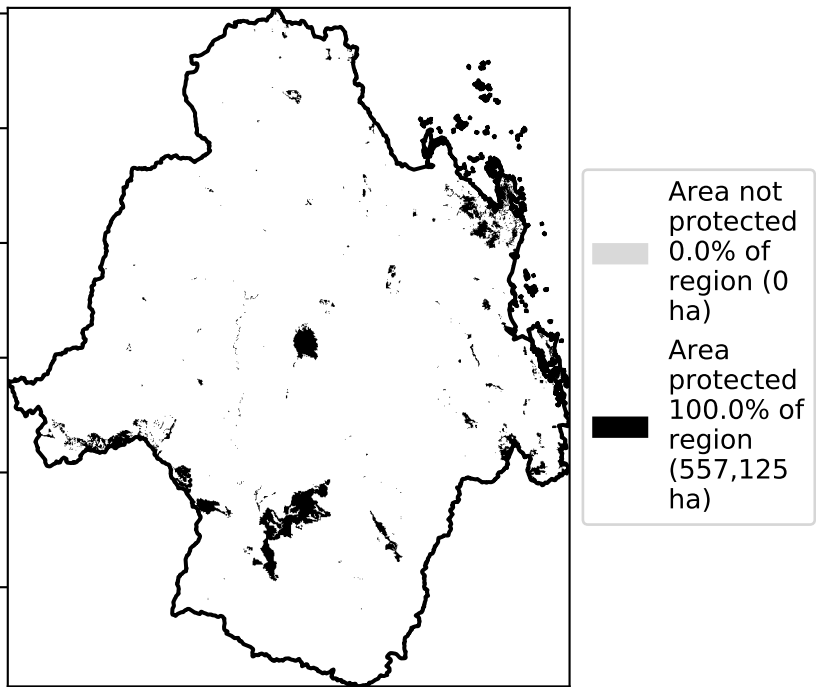 Area not
protected
0.0% of
region (0
ha)
Area
protected
100.0% of
region
(557,125
ha)